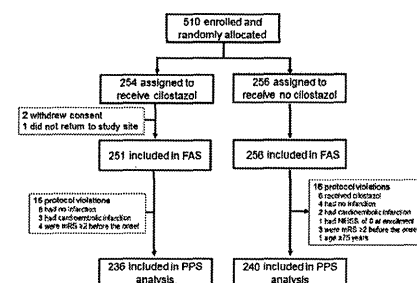 510 enrolled and
randomly allocated
254 assigned to
receive cilostazol
256 assigned to
receive no cilostazol
2 withdrew consent
1 did not return to study site
251 included in FAS
256 included in FAS
15 protocol violations
8 had no infarction
3 had cardioembolic infarction
4 were mRS ≥2 before the onset
16 protocol violations
6 received cilostazol
4 had no infarction
2 had cardioembolic infarction
1 had NIHSS of 0 at enrollment
3 were mRS ≥2 before the onset
1 age ≥75 years
236 included in PPS
analysis
240 included in PPS
analysis